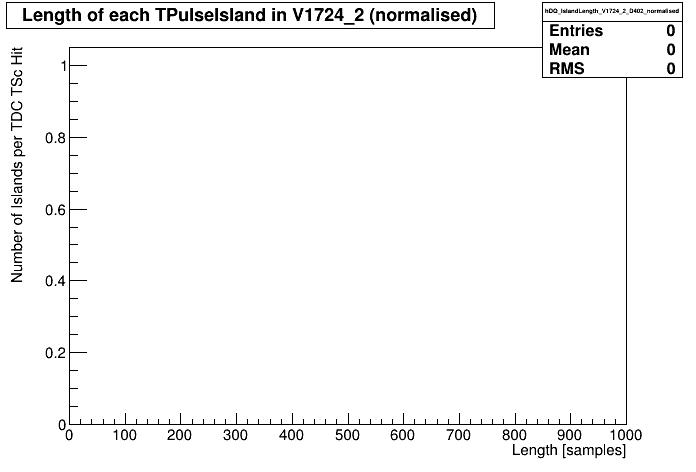 Length of each TPulseIsland in V1724_2 (normalised)
hDQ_IslandLength_V1724_2_D402_normalised
Entries 0
Mean 0
RMS 0
Number of Islands per TDC TSc Hit
1
0.8
0.6
0.4
0.2
0
0 100 200 300 400 500 600 700 800 900 1000
Length [samples]